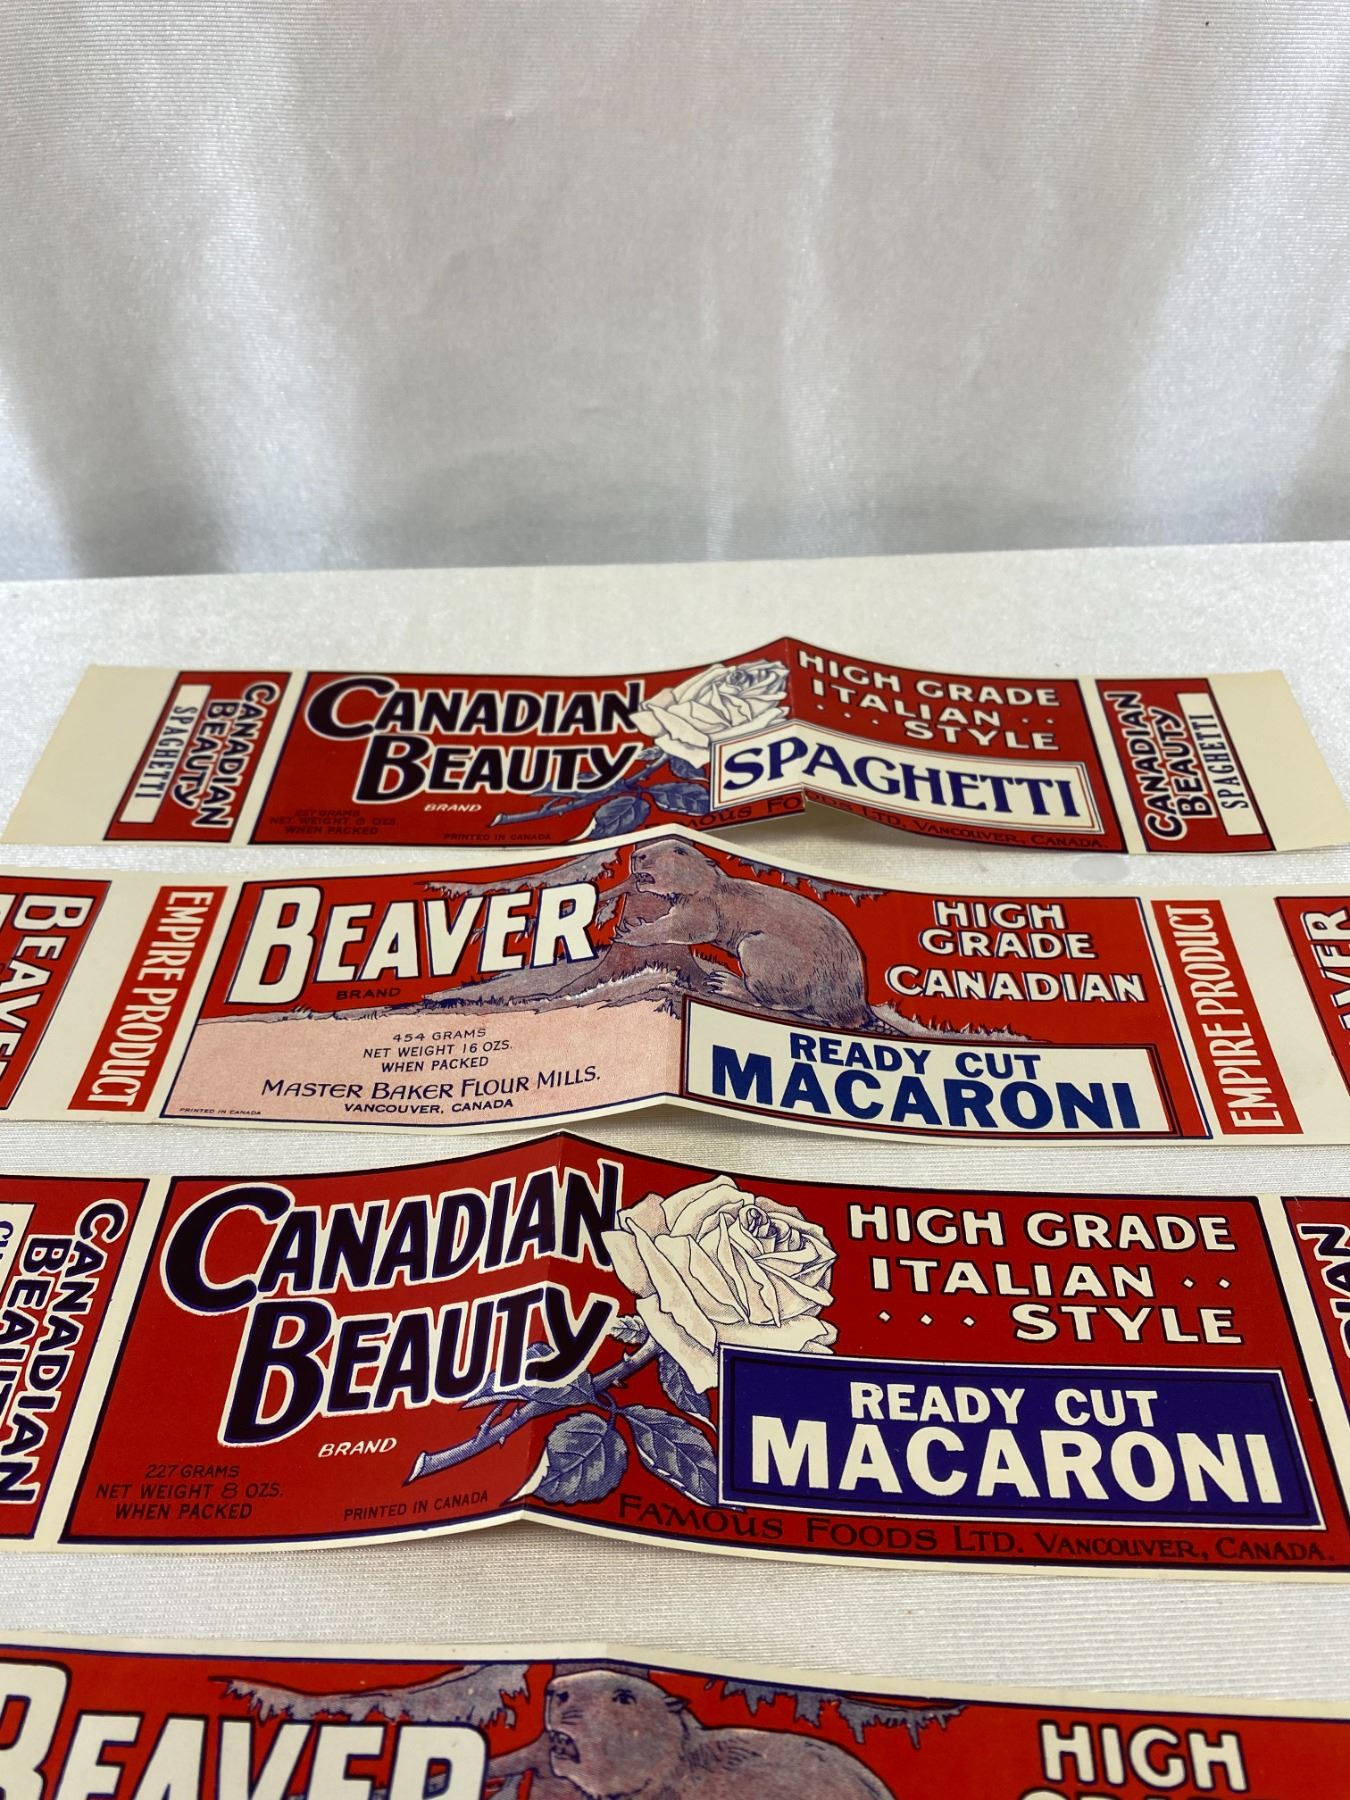 CANADIAN
BEAUTY
SPAGHETTI
CANADIAN
BEAUTY
BRAND
227 GRAMS
NET WEIGHT 8 OZS.
WHEN PACKED
PRINTED IN CANADA
HIGH GRADE
ITALIAN . .
. . . STYLE
SPAGHETTI
FAMOUS FOODS LTD. VANCOUVER, CANADA.
CANADIAN
BEAUTY
SPAGHETTI
BEAVER
EMPIRE PRODUCT
BEAVER
BRAND
454 GRAMS
NET WEIGHT 16 OZS.
WHEN PACKED
MASTER BAKER FLOUR MILLS.
VANCOUVER, CANADA
PRINTED IN CANADA
HIGH
GRADE
CANADIAN
READY CUT
MACARONI
EMPIRE PRODUCT
CANADIAN
BEAUTY
CANADIAN
BEAUTY
BRAND
227 GRAMS
NET WEIGHT 8 OZS.
WHEN PACKED
PRINTED IN CANADA
HIGH GRADE
ITALIAN . .
. . . STYLE
READY CUT
MACARONI
FAMOUS FOODS LTD. VANCOUVER, CANADA.
BEAVER
HIGH